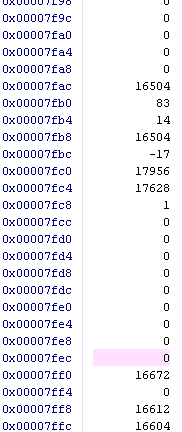 0x00007f98 0
0x00007f9c 0
0x00007fa0 0
0x00007fa4 0
0x00007fa8 0
0x00007fac 16504
0x00007fb0 83
0x00007fb4 14
0x00007fb8 16504
0x00007fbc -17
0x00007fc0 17956
0x00007fc4 17628
0x00007fc8 1
0x00007fcc 0
0x00007fd0 0
0x00007fd4 0
0x00007fd8 0
0x00007fdc 0
0x00007fe0 0
0x00007fe4 0
0x00007fe8 0
0x00007fec 0
0x00007ff0 16672
0x00007ff4 0
0x00007ff8 16612
0x00007ffc 16604